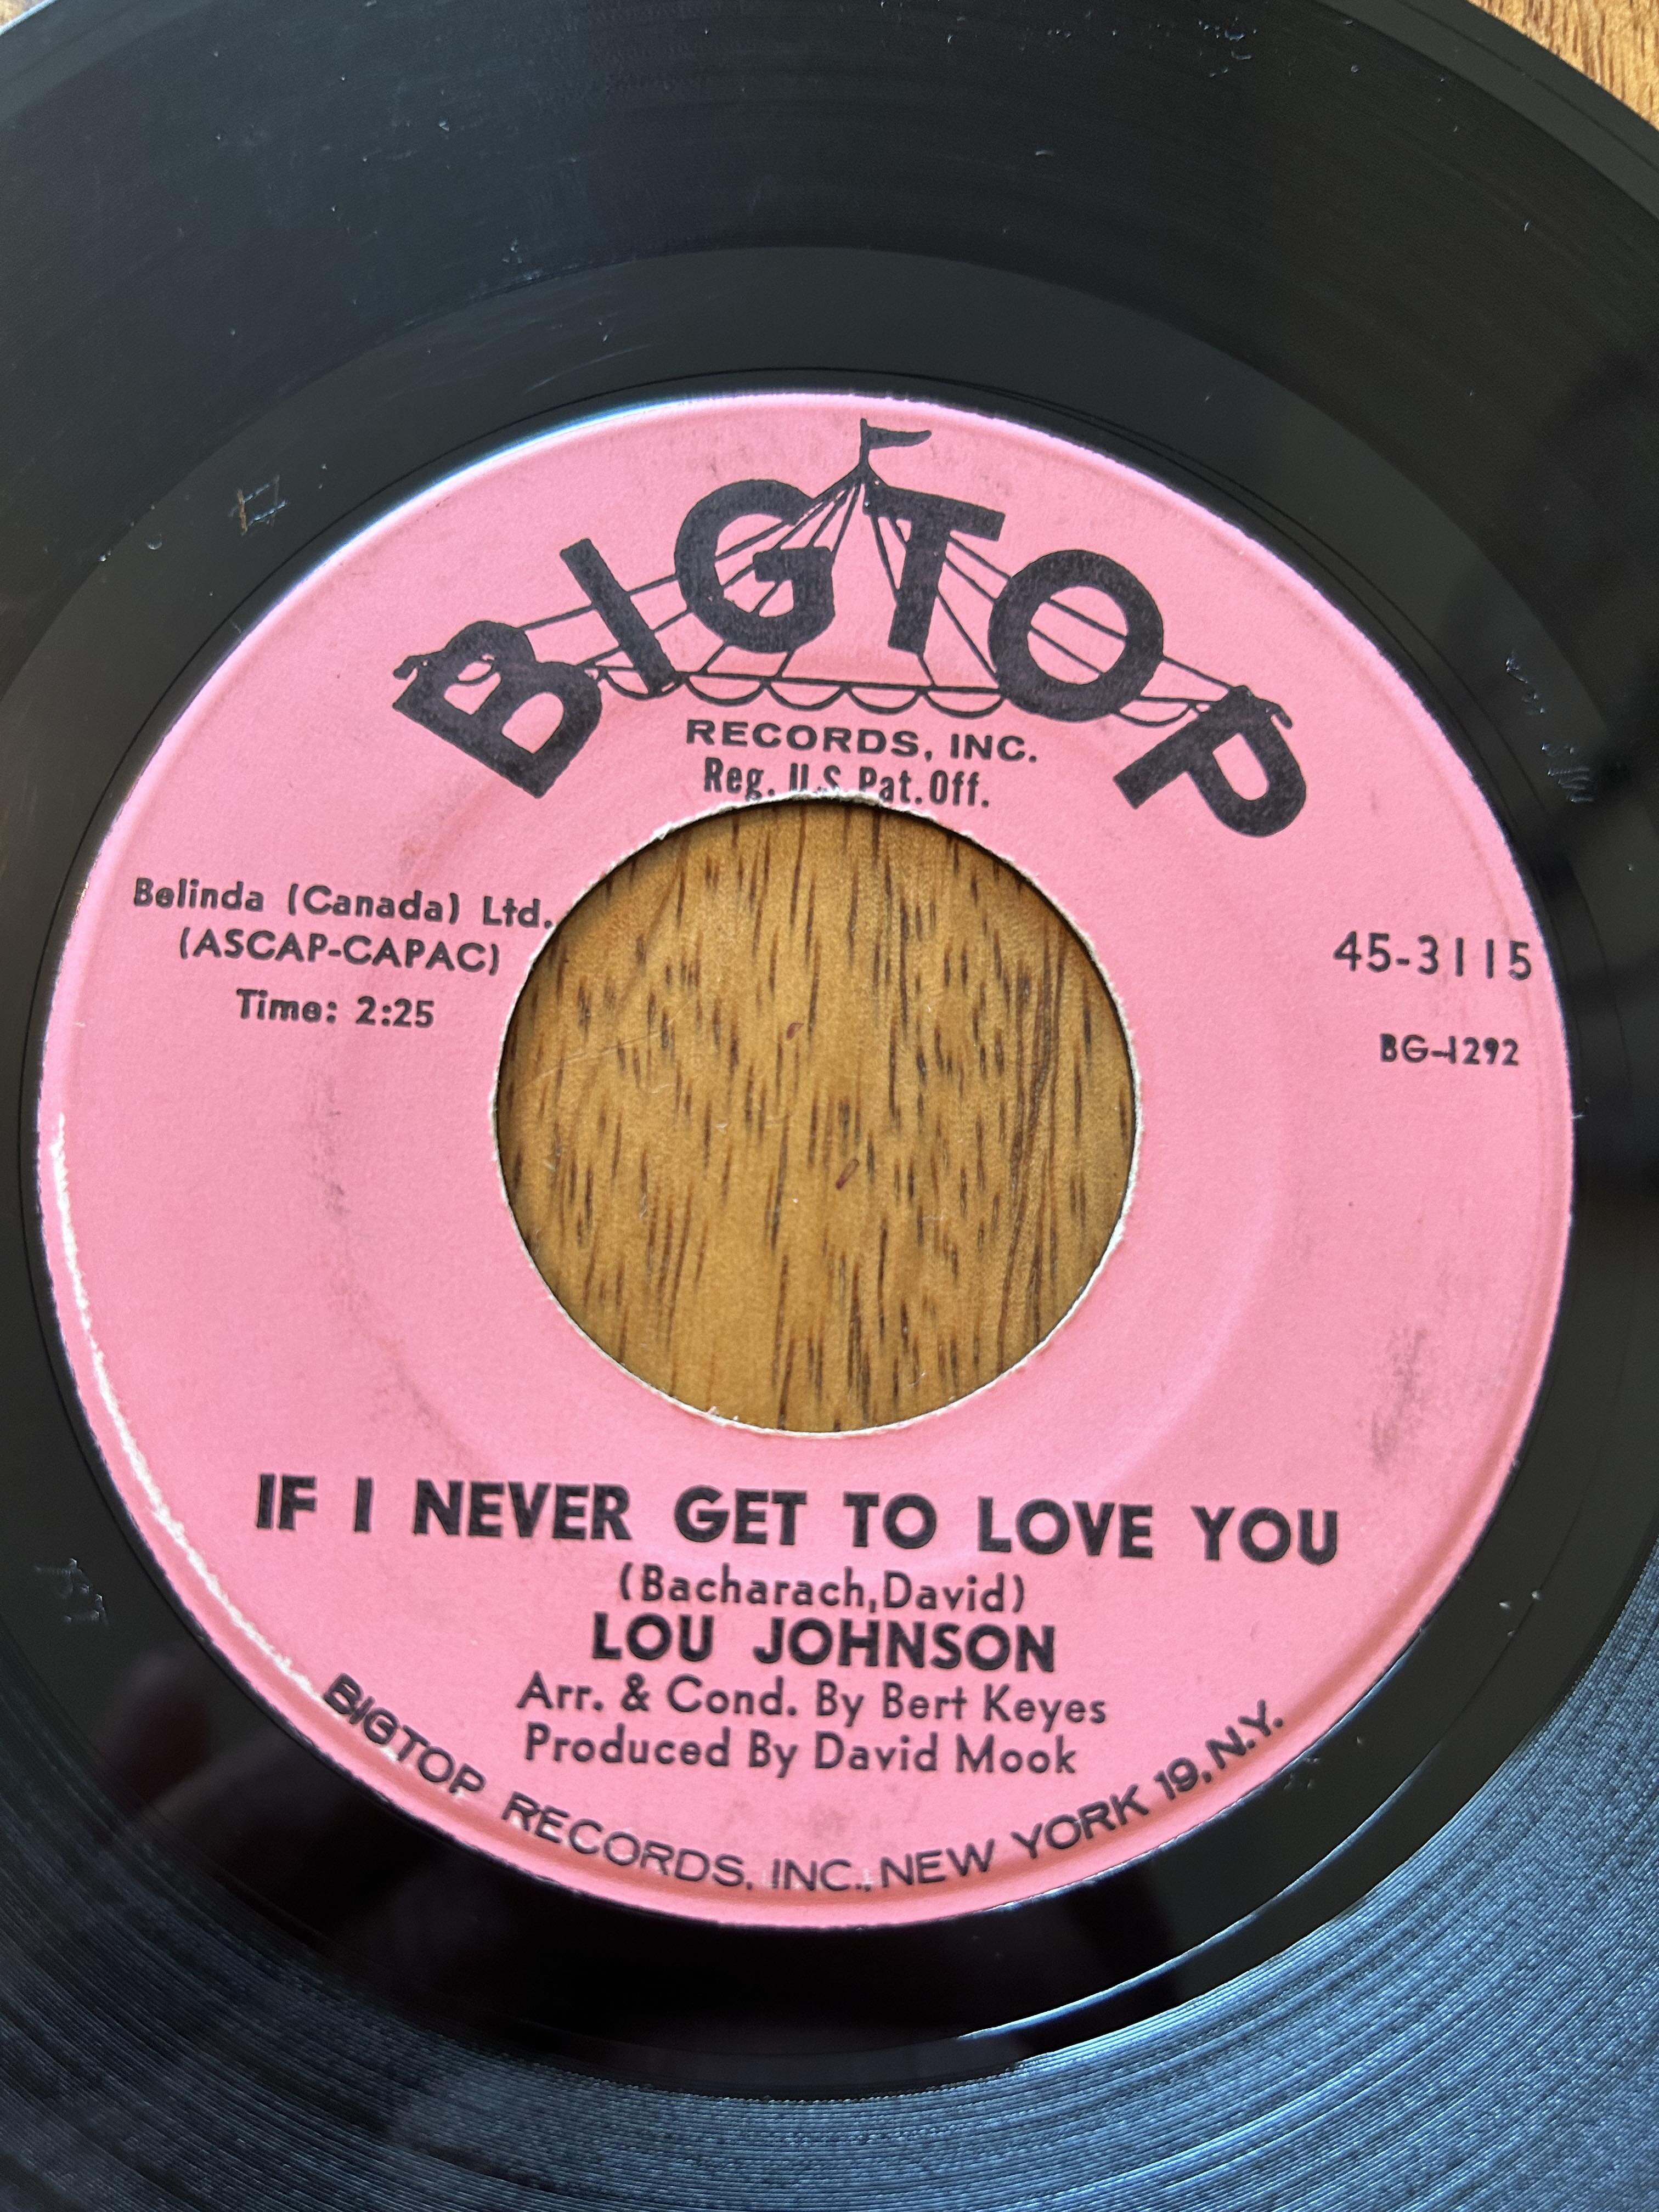 BIGTOP
RECORDS, INC.
Reg. U.S. Pat. Off.
Belinda (Canada) Ltd.
(ASCAP-CAPAC)
Time: 2:25
45-3115
BG-1292
IF I NEVER GET TO LOVE YOU
(Bacharach, David)
LOU JOHNSON
Arr. & Cond. By Bert Keyes
Produced By David Mook
BIGTOP RECORDS, INC., NEW YORK 19, N.Y.